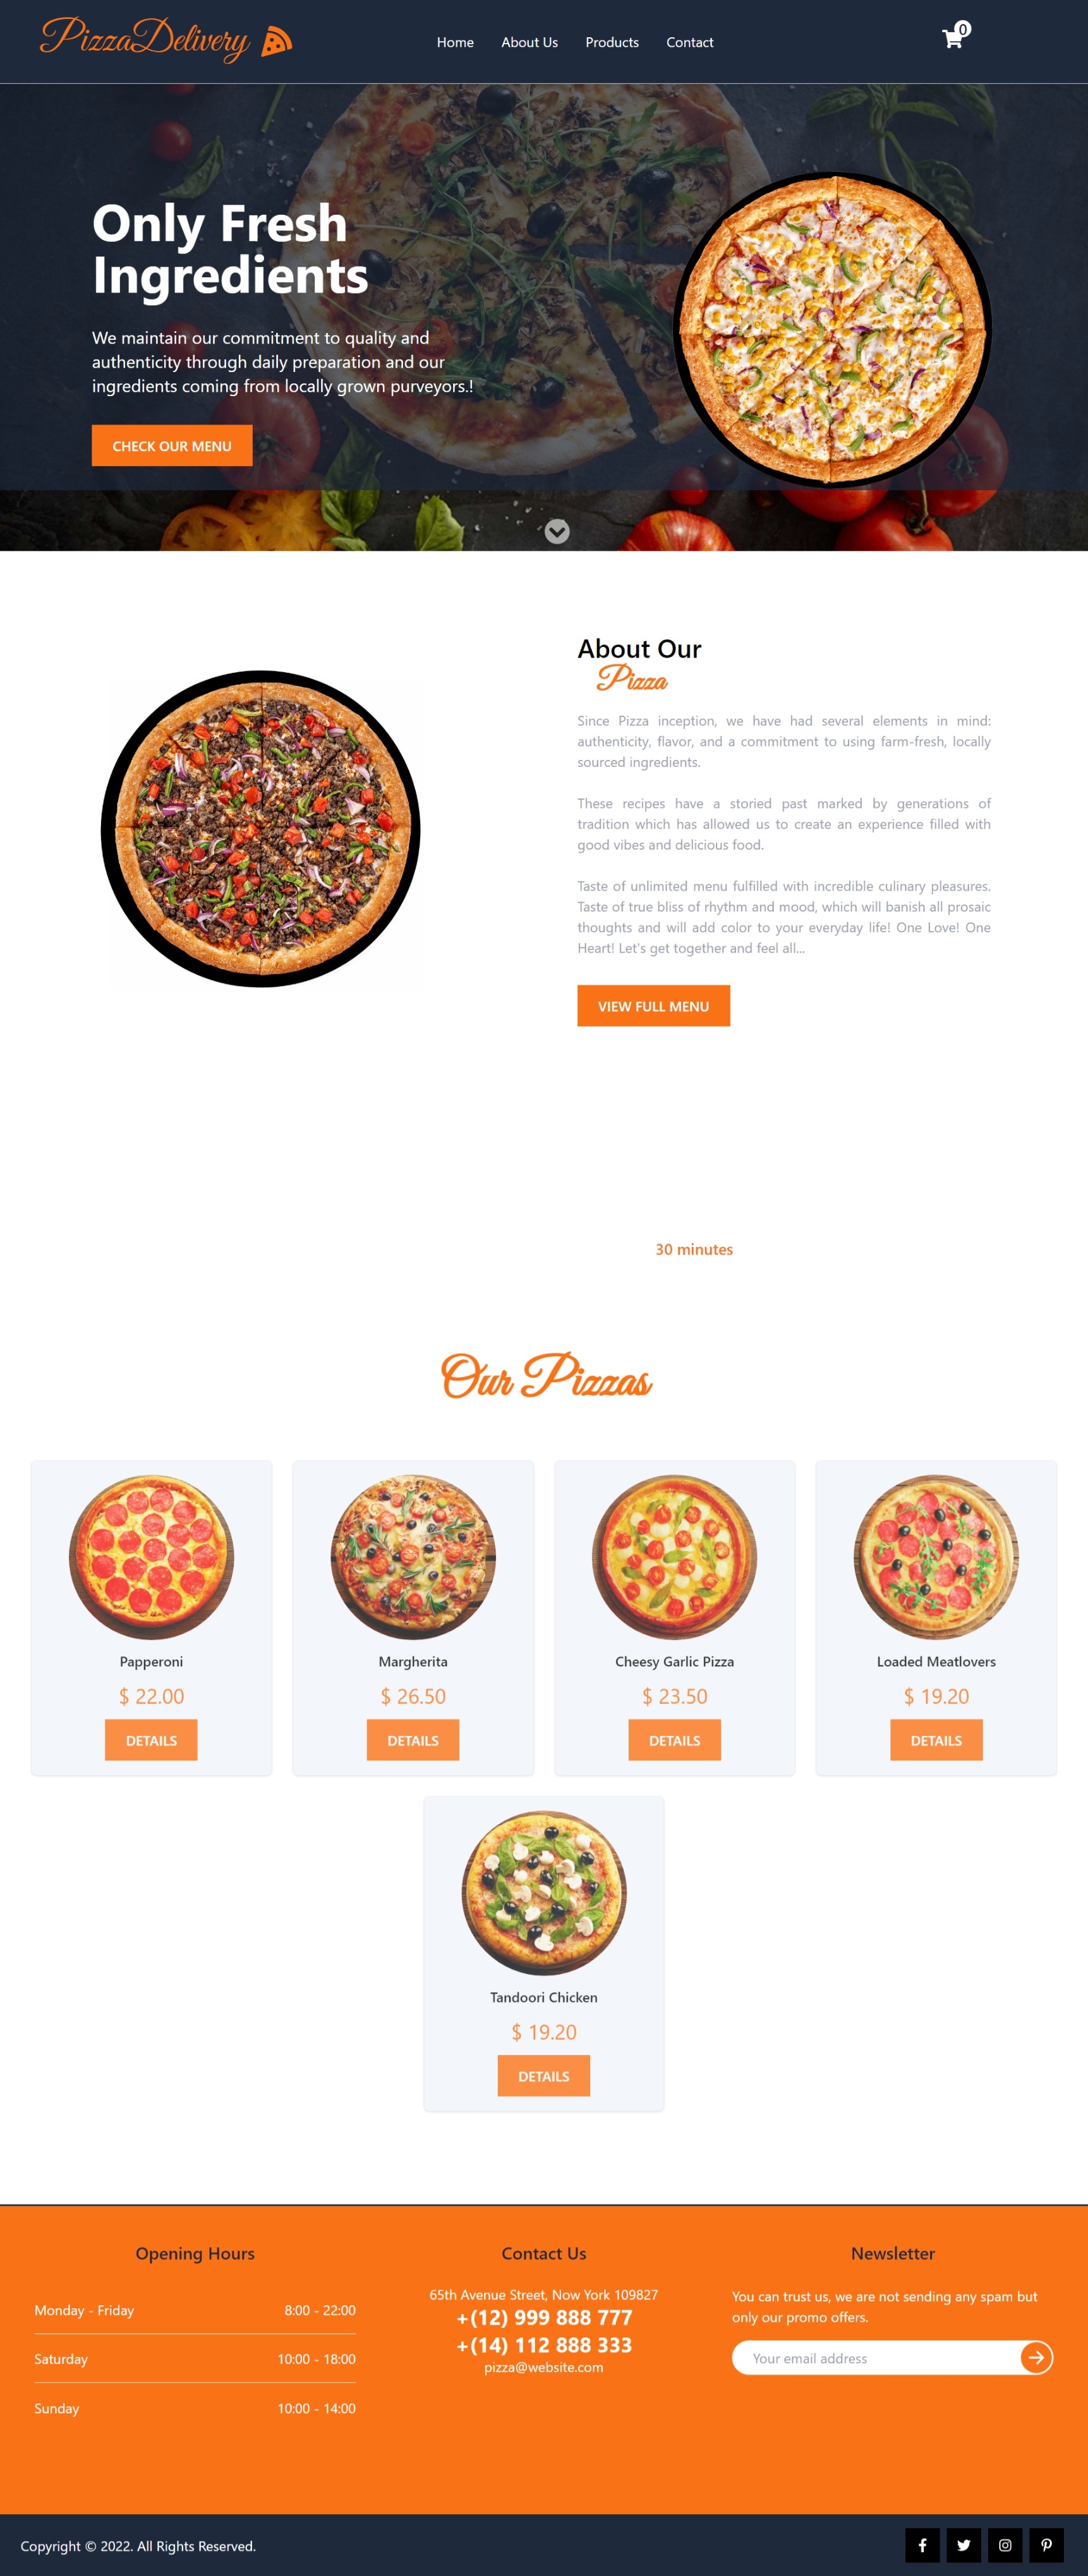 PizzaDelivery
Home About Us Products Contact
0
Only Fresh
Ingredients
We maintain our commitment to quality and
authenticity through daily preparation and our
ingredients coming from locally grown purveyors.!
CHECK OUR MENU
About Our
Pizza
Since Pizza inception, we have had several elements in mind:
authenticity, flavor, and a commitment to using farm-fresh, locally
sourced ingredients.
These recipes have a storied past marked by generations of
tradition which has allowed us to create an experience filled with
good vibes and delicious food.
Taste of unlimited menu fulfilled with incredible culinary pleasures.
Taste of true bliss of rhythm and mood, which will banish all prosaic
thoughts and will add color to your everyday life! One Love! One
Heart! Let's get together and feel all...
VIEW FULL MENU
30 minutes
Our Pizzas
Papperoni
$ 22.00
DETAILS
Margherita
$ 26.50
DETAILS
Cheesy Garlic Pizza
$ 23.50
DETAILS
Loaded Meatlovers
$ 19.20
DETAILS
Tandoori Chicken
$ 19.20
DETAILS
Opening Hours
Monday - Friday 8:00 - 22:00
Saturday 10:00 - 18:00
Sunday 10:00 - 14:00
Contact Us
65th Avenue Street, Now York 109827
+(12) 999 888 777
+(14) 112 888 333
pizza@website.com
Newsletter
You can trust us, we are not sending any spam but
only our promo offers.
Your email address
Copyright © 2022. All Rights Reserved.